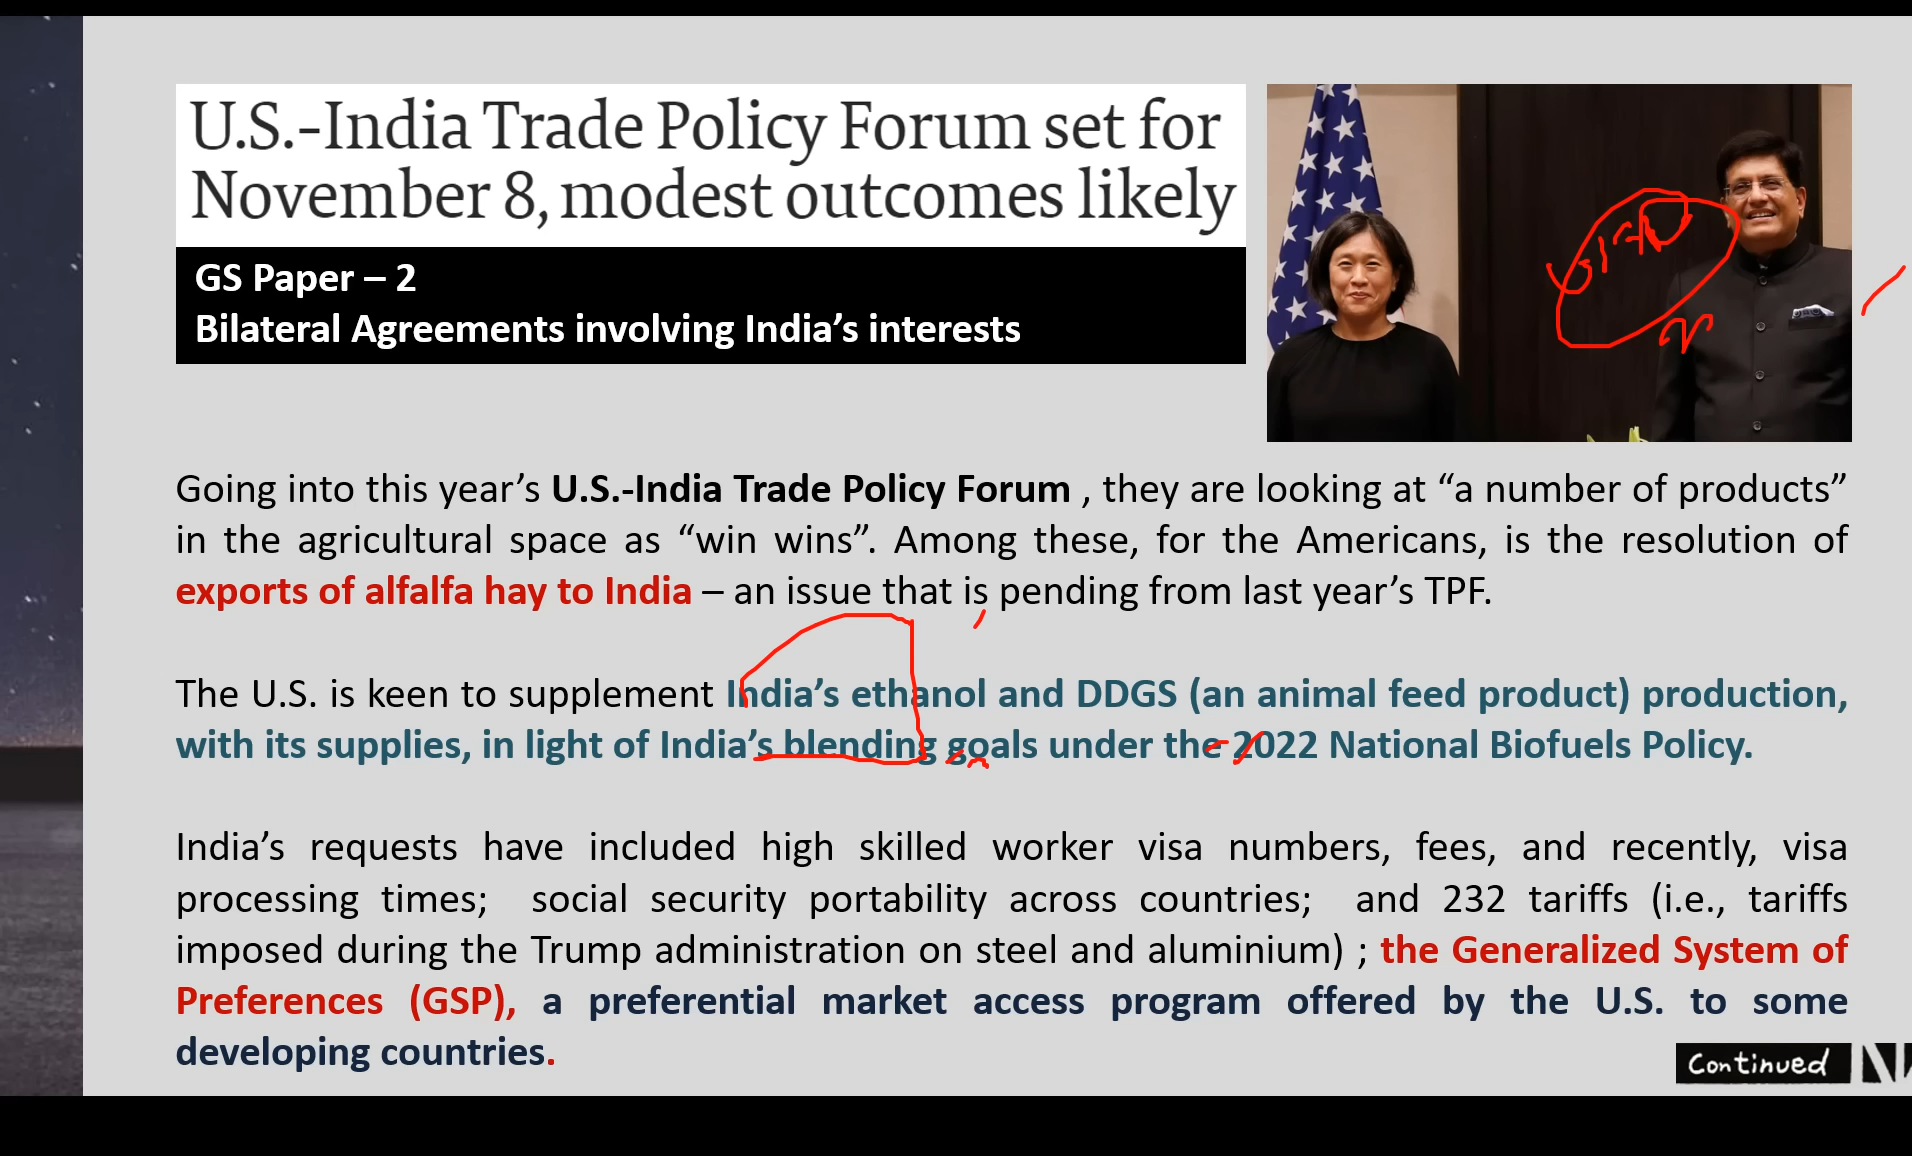 U.S.-India Trade Policy Forum set for
November 8, modest outcomes likely
GS Paper – 2
Bilateral Agreements involving India’s interests
Going into this year’s U.S.-India Trade Policy Forum , they are looking at “a number of products”
in the agricultural space as “win wins”. Among these, for the Americans, is the resolution of
exports of alfalfa hay to India – an issue that is pending from last year’s TPF.
The U.S. is keen to supplement India’s ethanol and DDGS (an animal feed product) production,
with its supplies, in light of India’s blending goals under the 2022 National Biofuels Policy.
India’s requests have included high skilled worker visa numbers, fees, and recently, visa
processing times; social security portability across countries; and 232 tariffs (i.e., tariffs
imposed during the Trump administration on steel and aluminium) ; the Generalized System of
Preferences (GSP), a preferential market access program offered by the U.S. to some
developing countries.
Continued